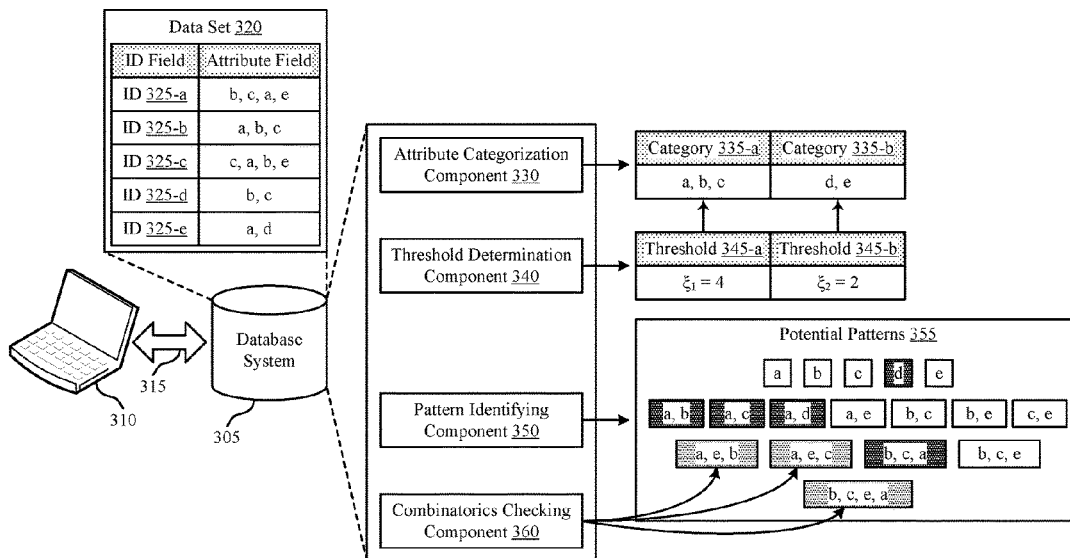 Data Set 320
ID Field Attribute Field
ID 325-a b, c, a, e
ID 325-b a, b, c
ID 325-c c, a, b, e
ID 325-d b, c
ID 325-e a, d
310
315
Database
System
305
Attribute Categorization
Component 330
Threshold Determination
Component 340
Pattern Identifying
Component 350
Combinatorics Checking
Component 360
Category 335-a Category 335-b
a, b, c d, e
Threshold 345-a Threshold 345-b
ξ1 = 4 ξ2 = 2
Potential Patterns 355
a b c d e
a, b a, c a, d a, e b, c b, e c, e
a, e, b a, e, c b, c, a b, c, e
b, c, e, a